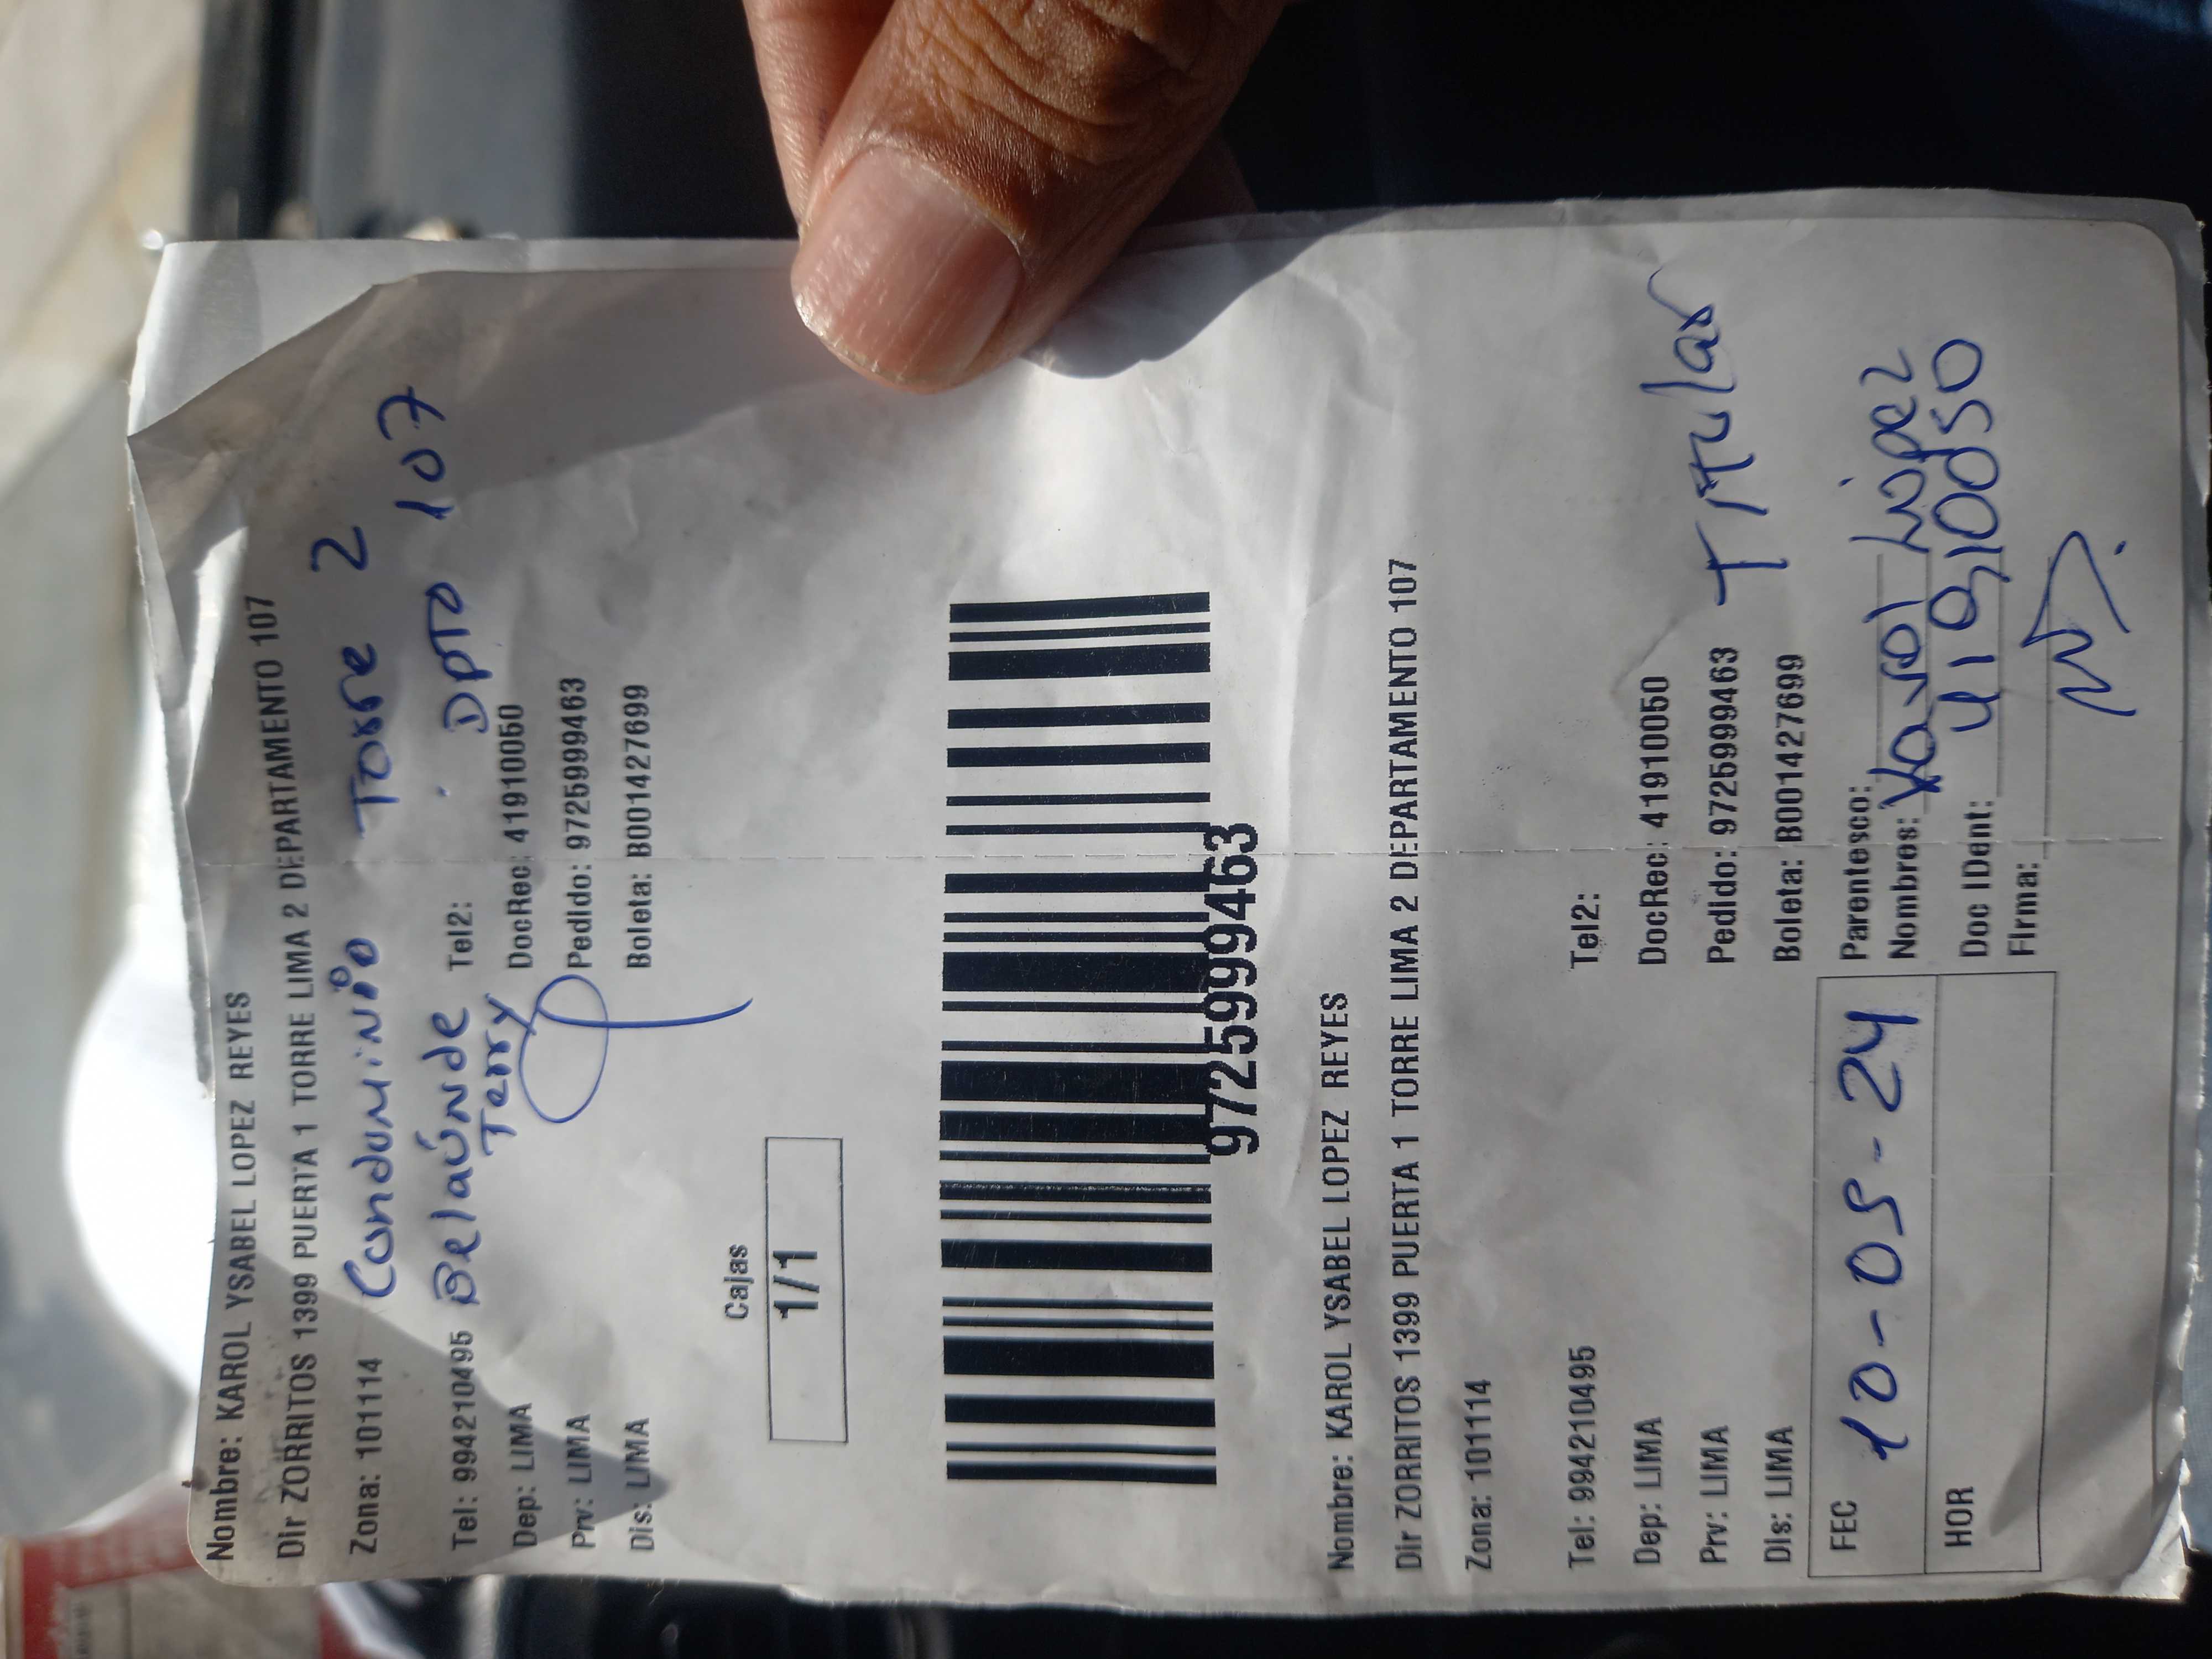 Nombre: KAROL YSABEL LOPEZ REYES
Dir ZORRITOS 1399 PUERTA 1 TORRE LIMA 2 DEPARTAMENTO 107
Zona: 101114
Condominio Torre 2
Belaúnde Terry DPTO 107
Tel: 994210495 Tel2:
Dep: LIMA DocRec: 41910050
Prv: LIMA Pedido: 97259999463
Dis: LIMA Boleta: B001427699
Cajas
1/1
97259999463
Nombre: KAROL YSABEL LOPEZ REYES
Dir ZORRITOS 1399 PUERTA 1 TORRE LIMA 2 DEPARTAMENTO 107
Zona: 101114
Tel: 994210495 Tel2:
Dep: LIMA DocRec: 41910050
Prv: LIMA Pedido: 97259999463
Dis: LIMA Boleta: B001427699
Titular
FEC 10-05-24 Parentesco:
Nombres: Karol López
HOR Doc IDent: 41910050
Firma: